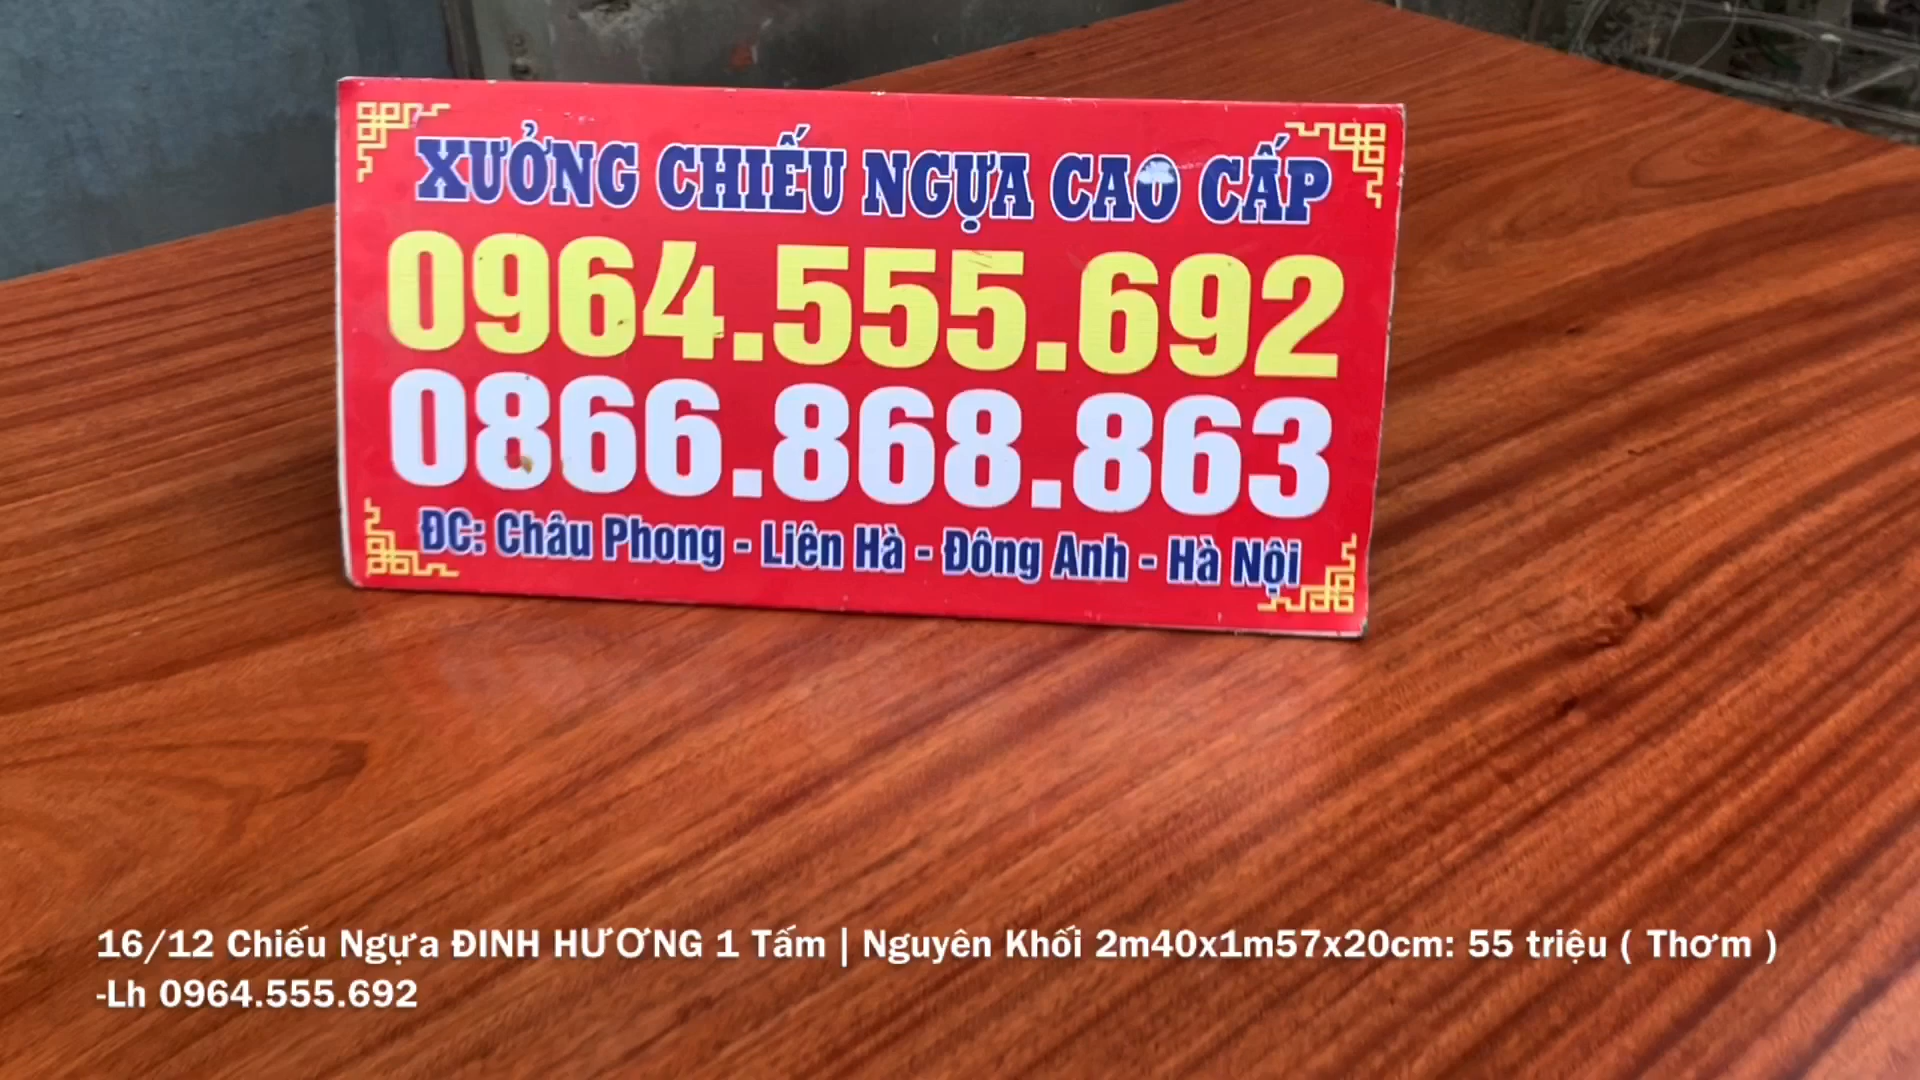 XƯỞNG CHIẾU NGỰA CAO CẤP
0964.555.692
0866.868.863
ĐC: Châu Phong - Liên Hà - Đông Anh - Hà Nội
16/12 Chiếu Ngựa ĐINH HƯƠNG 1 Tấm | Nguyên Khối 2m40x1m57x20cm: 55 triệu ( Thơm )
-Lh 0964.555.692